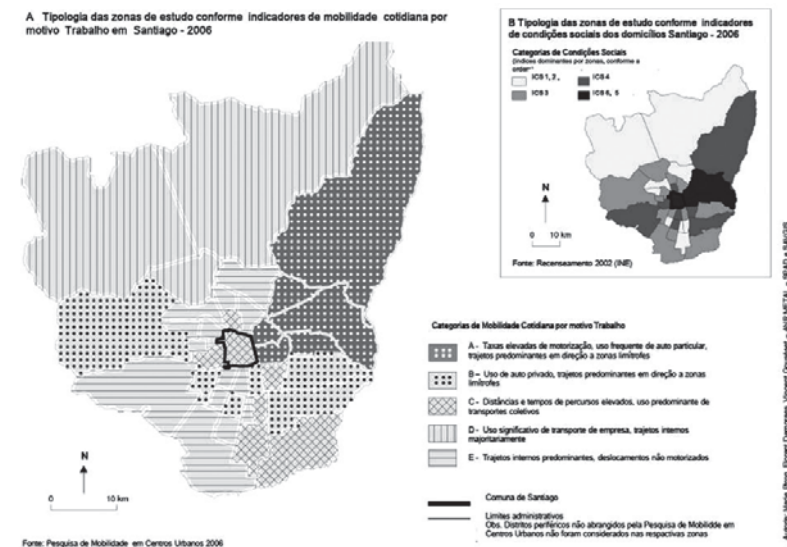 A Tipologia das zonas de estudo conforme indicadores de mobilidade cotidiana por
motivo Trabalho em Santiago - 2006
N
0 10 km
Fonte: Pesquisa de Mobilidade em Centros Urbanos 2006
B Tipologia das zonas de estudo conforme indicadores
de condições sociais dos domicílios Santiago - 2006
Categorias de Condições Sociais
(índices dominantes por zonas, conforme a
ICS 1, 2,
ICS 4
ICS 3
ICS 6, 5
N
0 10 km
Fonte: Recenseamento 2002 (INE)
Categorias de Mobilidade Cotidiana por motivo Trabalho
A - Taxas elevadas de motorização, uso frequente de auto particular,
trajetos predominantes em direção a zonas limítrofes
B – Uso de auto privado, trajetos predominantes em direção a zonas
limítrofes
C - Distâncias e tempos de percursos elevados, uso predominante de
transportes coletivos
D - Uso significativo de transporte de empresa, trajetos internos
majoritariamente
E - Trajetos internos predominantes, deslocamentos não motorizados
Comuna de Santiago
Limites administrativos
Obs. Distritos periféricos não abrangidos pela Pesquisa de Mobilidde em
Centros Urbanos não foram considerados nas respactivas zonas